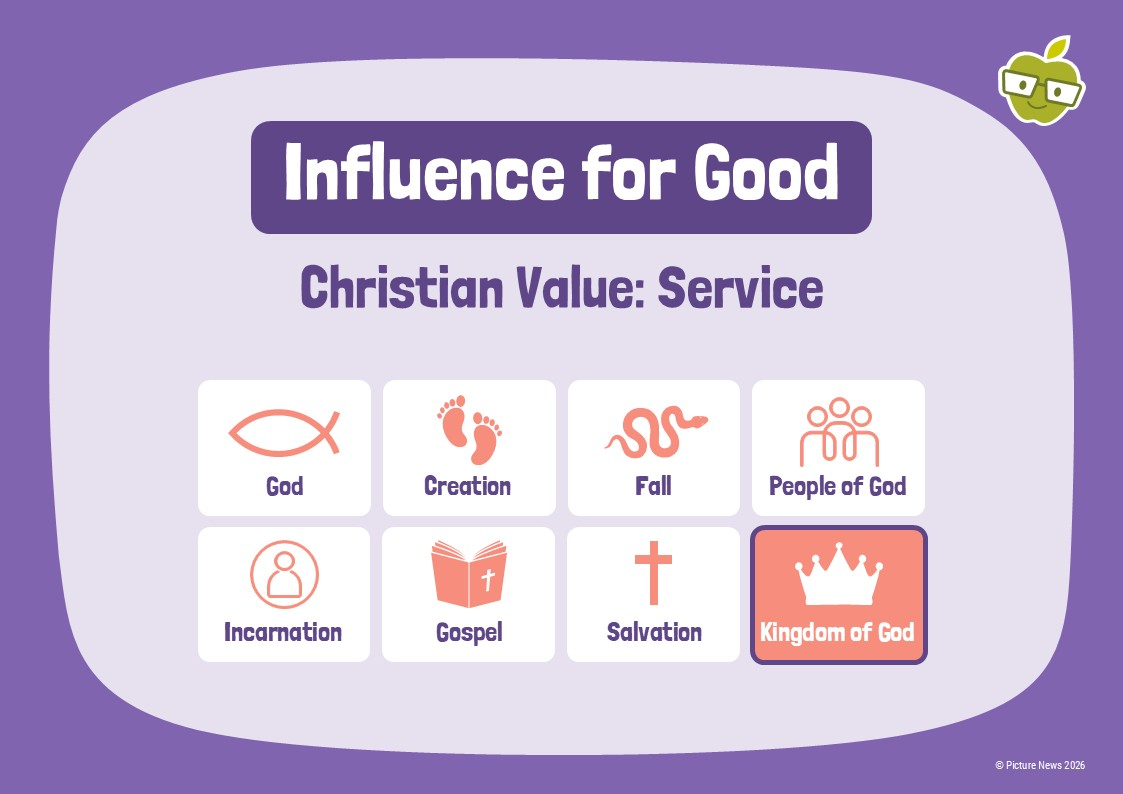 Influence for Good
Christian Value: Service
God
Creation
Fall
People of God
Incarnation
Gospel
Salvation
Kingdom of God
© Picture News 2026